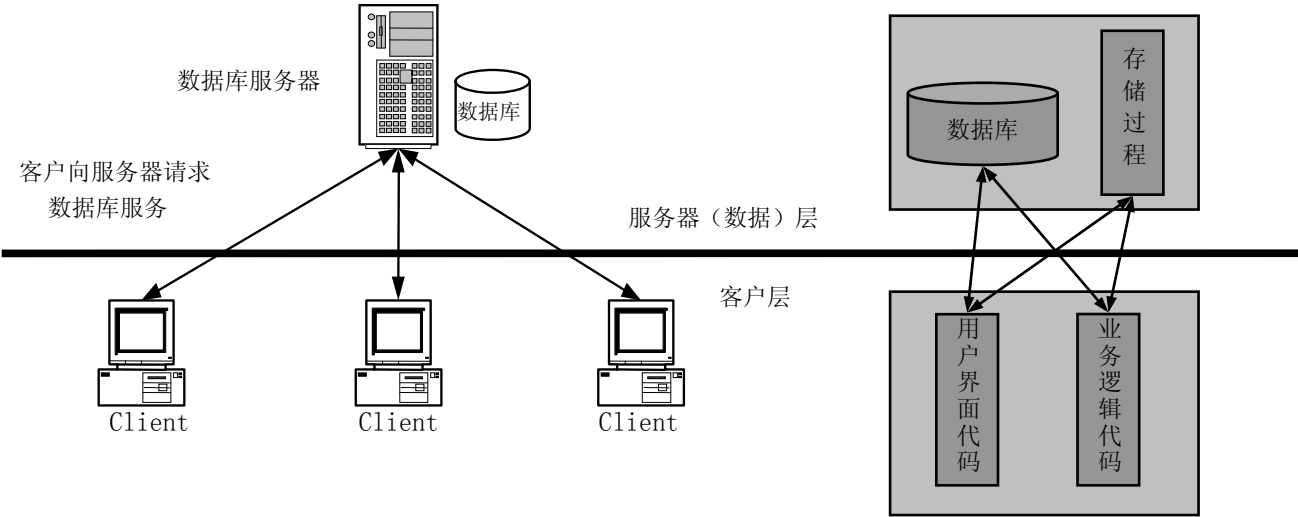 数据库服务器
数据库
客户向服务器请求
数据库服务
服务器（数据）层
客户层
Client
Client
Client
数据库
存储过程
用户界面代码
业务逻辑代码